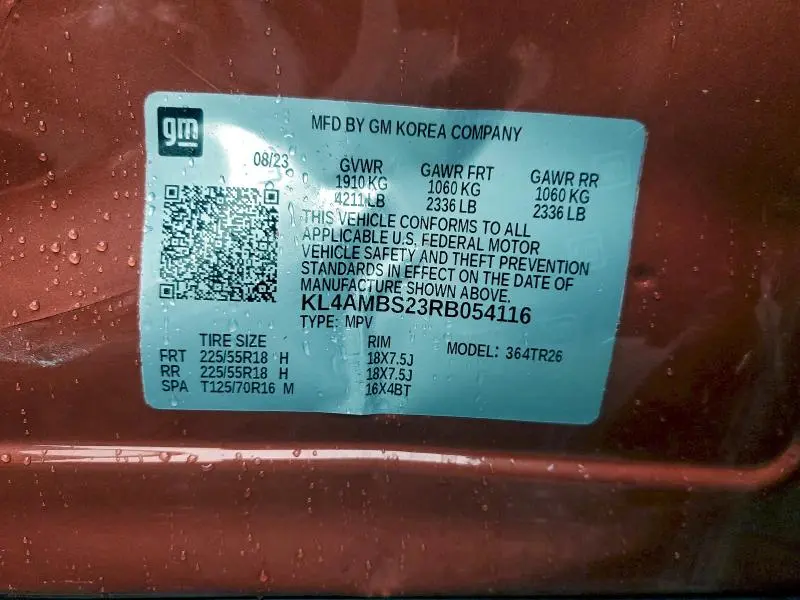 gm
MFD BY GM KOREA COMPANY
08/23 GVWR GAWR FRT GAWR RR
1910 KG 1060 KG 1060 KG
4211 LB 2336 LB 2336 LB
THIS VEHICLE CONFORMS TO ALL
APPLICABLE U.S. FEDERAL MOTOR
VEHICLE SAFETY AND THEFT PREVENTION
STANDARDS IN EFFECT ON THE DATE OF
MANUFACTURE SHOWN ABOVE.
KL4AMBS23RB054116
TYPE: MPV
TIRE SIZE RIM MODEL: 364TR26
FRT 225/55R18 H 18X7.5J
RR 225/55R18 H 18X7.5J
SPA T125/70R16 M 16X4BT